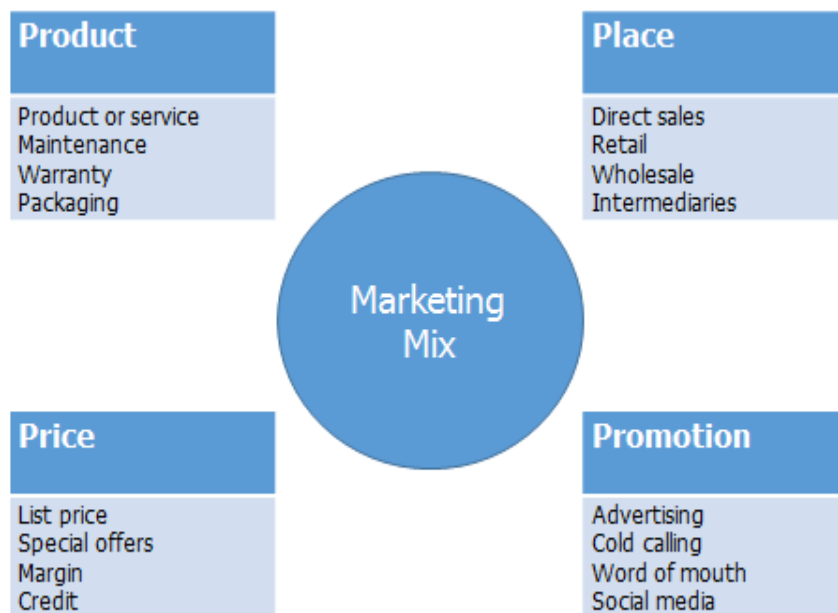 Product
Product or service
Maintenance
Warranty
Packaging
Place
Direct sales
Retail
Wholesale
Intermediaries
Marketing
Mix
Price
List price
Special offers
Margin
Credit
Promotion
Advertising
Cold calling
Word of mouth
Social media